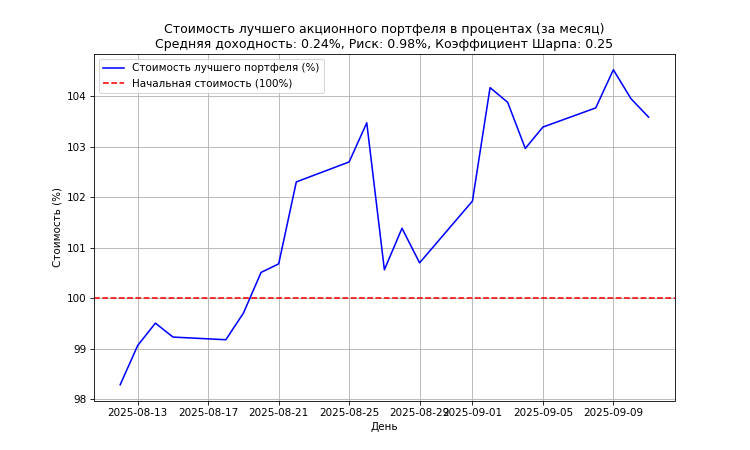 Стоимость лучшего акционного портфеля в процентах (за месяц)
Средняя доходность: 0.24%, Риск: 0.98%, Коэффициент Шарпа: 0.25
Стоимость лучшего портфеля (%)
Начальная стоимость (100%)
Стоимость (%)
104
103
102
101
100
99
98
2025-08-13 2025-08-17 2025-08-21 2025-08-25 2025-08-29 2025-09-01 2025-09-05 2025-09-09
День